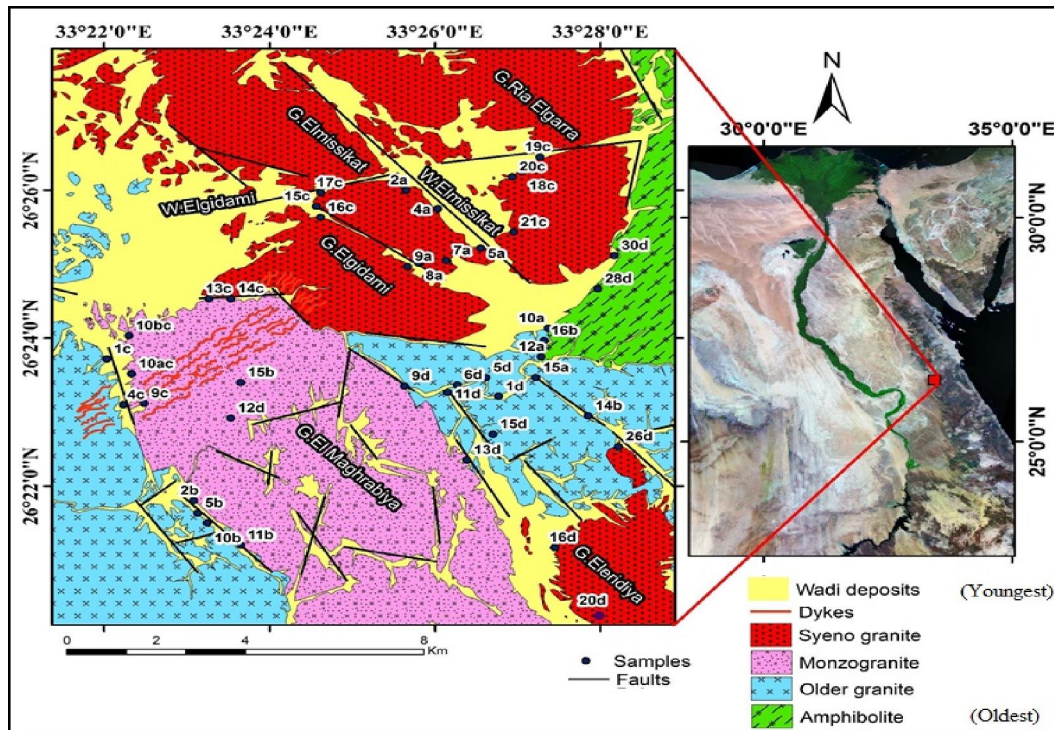 33°22'0"E 33°24'0"E 33°26'0"E 33°28'0"E
N
30°0'0"E 35°0'0"E
26°26'0"N
26°24'0"N
26°22'0"N
30°0'0"N
25°0'0"N
G.Ria Elgarra
G.Elmissikat
W.Elmissikat
W.Elgidami
G.Elgidami
G.El Maghrabiya
G.Eleridiya
19c
20c
17c
2a
18c
15c
16c
4a
21c
7a
5a
30d
9a
8a
28d
13c
14c
10a
16b
10bc
12a
1c
10ac
15b
6d
5d
15a
9d
1d
11d
4c
9c
12d
14b
15d
26d
13d
2b
5b
10b
11b
16d
20d
0 2 4 8
Km
Samples
Faults
Wadi deposits (Youngest)
Dykes
Syeno granite
Monzogranite
Older granite
Amphibolite (Oldest)